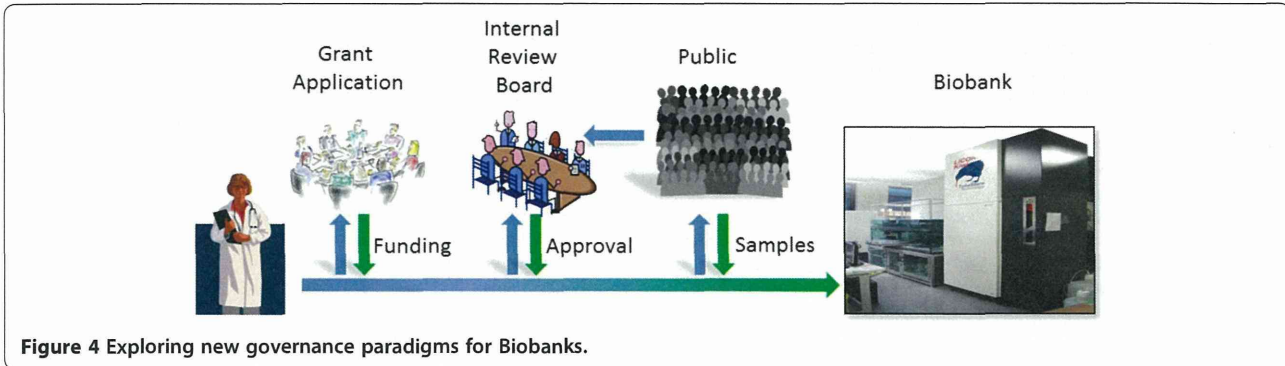 Grant
Application
Internal
Review
Board
Public
Biobank
Funding
Approval
Samples
Figure 4 Exploring new governance paradigms for Biobanks.